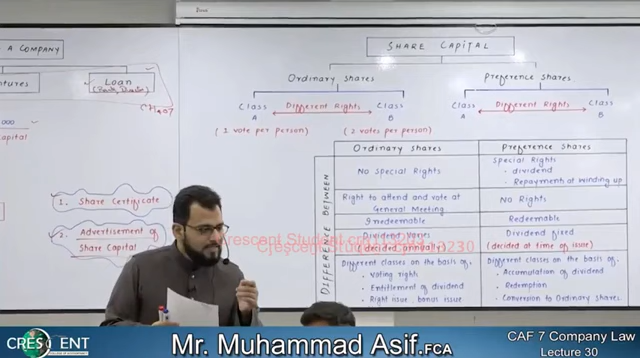 A COMPANY
Debentures
Loan
SHARE CAPITAL
Ordinary Shares
Preference Shares
Class A
Different Rights
Class B
Class A
Different Rights
Class B
(1 vote per person)
(2 votes per person)
1. Share Certificate
2. Advertisement of
Share Capital
DIFFERENCE BETWEEN
Ordinary Shares
Preference Shares
No Special Rights
Special Rights
• dividend
• Repayment at winding up
Right to attend and vote at
General Meeting
No Rights
Irredeemable
Redeemable
Dividend Varies
(decided annually)
Dividend fixed
(decided at time of issue)
Different classes on the basis of,
• Voting rights
• Entitlement of dividend
• Right issue, bonus issue
Different classes on the basis of:
• Accumulation of dividend
• Redemption
• Conversion to Ordinary Shares
CRESCENT
Mr. Muhammad Asif.FCA
CAF 7 Company Law
Lecture 30